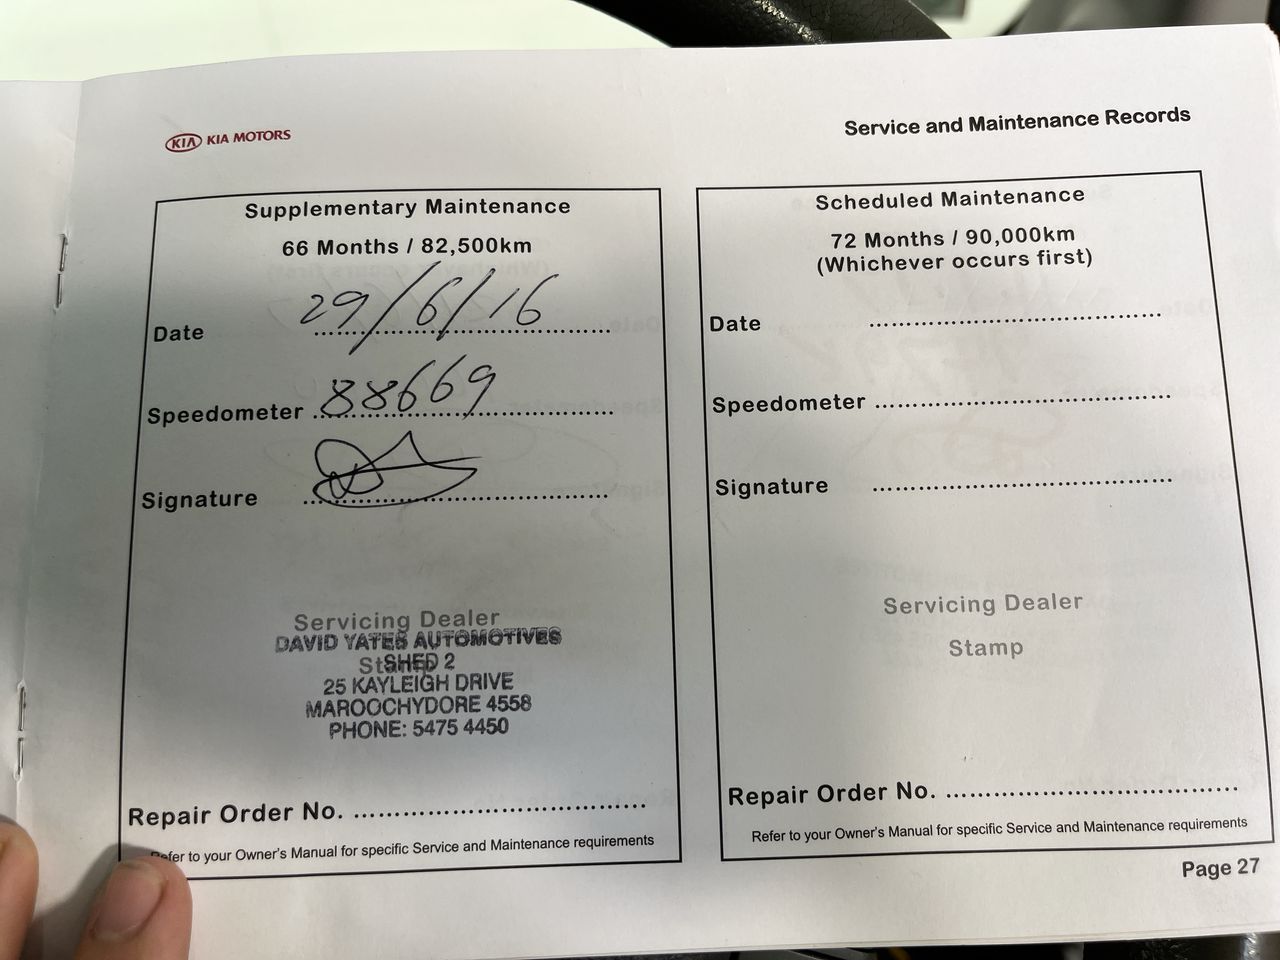 KIA KIA MOTORS
Service and Maintenance Records
Supplementary Maintenance
66 Months / 82,500km
Date 29/6/16
Speedometer 88669
Signature
Servicing Dealer
Stamp
DAVID YATES AUTOMOTIVES
SHED 2
25 KAYLEIGH DRIVE
MAROOCHYDORE 4558
PHONE: 5475 4450
Repair Order No.
Refer to your Owner's Manual for specific Service and Maintenance requirements
Scheduled Maintenance
72 Months / 90,000km
(Whichever occurs first)
Date
Speedometer
Signature
Servicing Dealer
Stamp
Repair Order No.
Refer to your Owner's Manual for specific Service and Maintenance requirements
Page 27